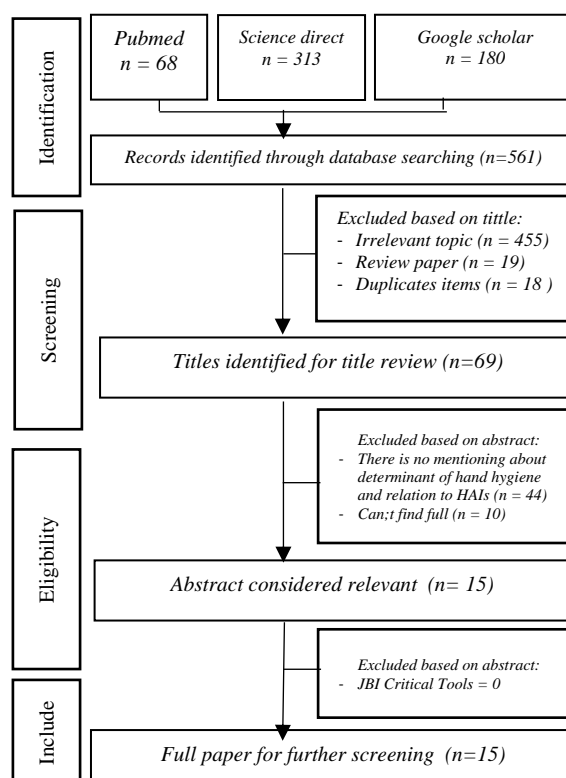 Identification
Pubmed
n = 68
Science direct
n = 313
Google scholar
n = 180
Records identified through database searching (n=561)
Screening
Excluded based on tittle:
- Irrelevant topic (n = 455)
- Review paper (n = 19)
- Duplicates items (n = 18 )
Titles identified for title review (n=69)
Eligibility
Excluded based on abstract:
- There is no mentioning about
determinant of hand hygiene
and relation to HAIs (n = 44)
- Can;t find full (n = 10)
Abstract considered relevant (n= 15)
Include
Excluded based on abstract:
- JBI Critical Tools = 0
Full paper for further screening (n=15)